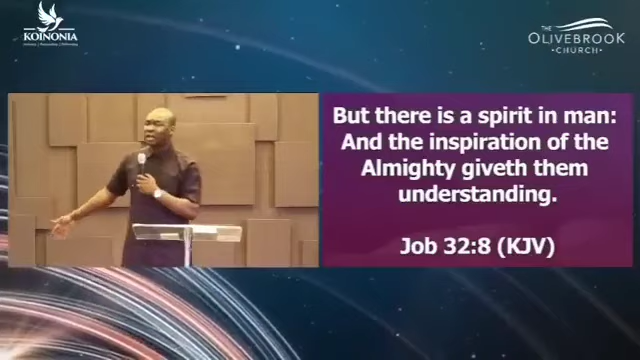 KOINONIA
THE
OLIVEBROOK
CHURCH
But there is a spirit in man:
And the inspiration of the
Almighty giveth them
understanding.
Job 32:8 (KJV)